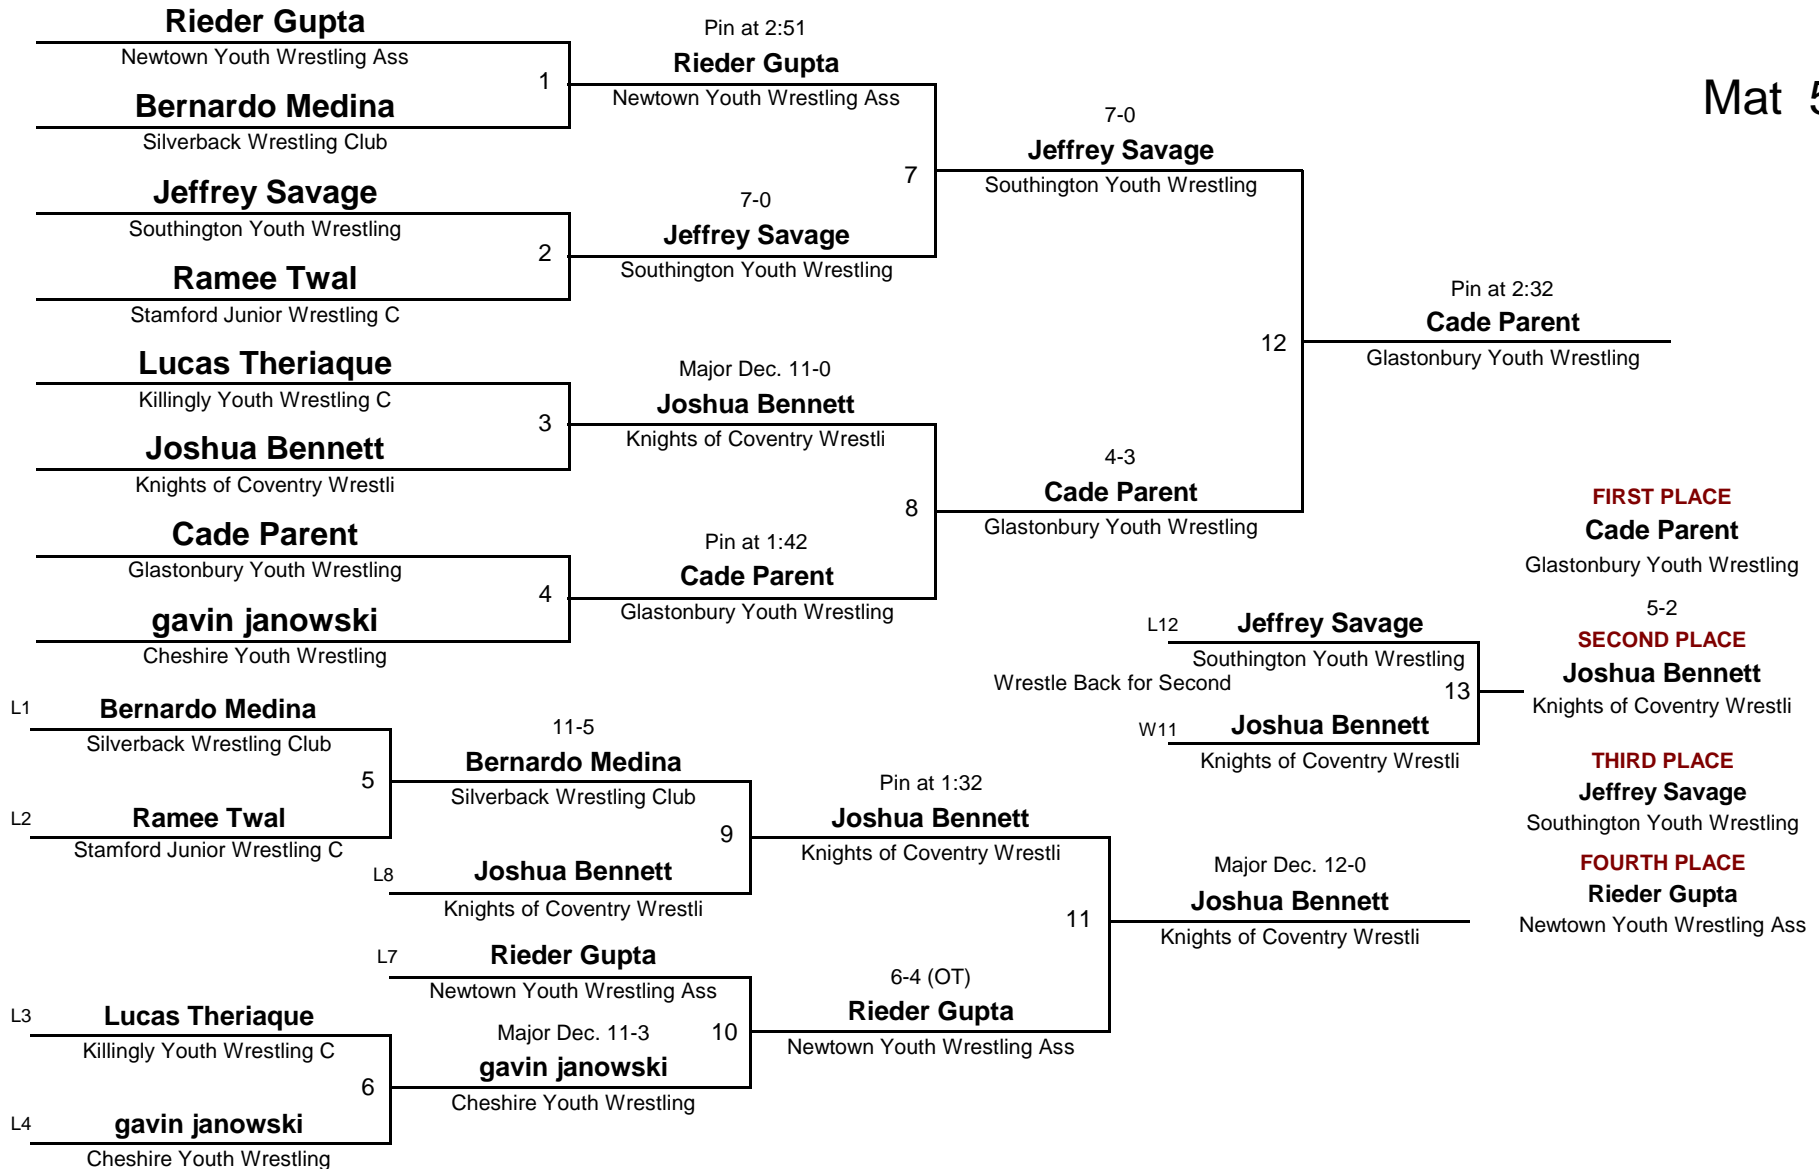 Rieder Gupta
Newtown Youth Wrestling Ass
1
Bernardo Medina
Silverback Wrestling Club
Jeffrey Savage
Southington Youth Wrestling
2
Ramee Twal
Stamford Junior Wrestling C
Lucas Theriaque
Killingly Youth Wrestling C
3
Joshua Bennett
Knights of Coventry Wrestli
Cade Parent
Glastonbury Youth Wrestling
4
gavin janowski
Cheshire Youth Wrestling
Pin at 2:51
Rieder Gupta
Newtown Youth Wrestling Ass
7
7-0
Jeffrey Savage
Southington Youth Wrestling
Major Dec. 11-0
Joshua Bennett
Knights of Coventry Wrestli
8
Pin at 1:42
Cade Parent
Glastonbury Youth Wrestling
7-0
Jeffrey Savage
Southington Youth Wrestling
12
4-3
Cade Parent
Glastonbury Youth Wrestling
Mat 5
Pin at 2:32
Cade Parent
Glastonbury Youth Wrestling
L1
Bernardo Medina
Silverback Wrestling Club
5
L2
Ramee Twal
Stamford Junior Wrestling C
L3
Lucas Theriaque
Killingly Youth Wrestling C
6
L4
gavin janowski
Cheshire Youth Wrestling
11-5
Bernardo Medina
Silverback Wrestling Club
9
L8
Joshua Bennett
Knights of Coventry Wrestli
L7
Rieder Gupta
Newtown Youth Wrestling Ass
Major Dec. 11-3
10
gavin janowski
Cheshire Youth Wrestling
Pin at 1:32
Joshua Bennett
Knights of Coventry Wrestli
11
6-4 (OT)
Rieder Gupta
Newtown Youth Wrestling Ass
Major Dec. 12-0
Joshua Bennett
Knights of Coventry Wrestli
L12
Jeffrey Savage
Southington Youth Wrestling
Wrestle Back for Second
13
W11
Joshua Bennett
Knights of Coventry Wrestli
FIRST PLACE
Cade Parent
Glastonbury Youth Wrestling
5-2
SECOND PLACE
Joshua Bennett
Knights of Coventry Wrestli
THIRD PLACE
Jeffrey Savage
Southington Youth Wrestling
FOURTH PLACE
Rieder Gupta
Newtown Youth Wrestling Ass